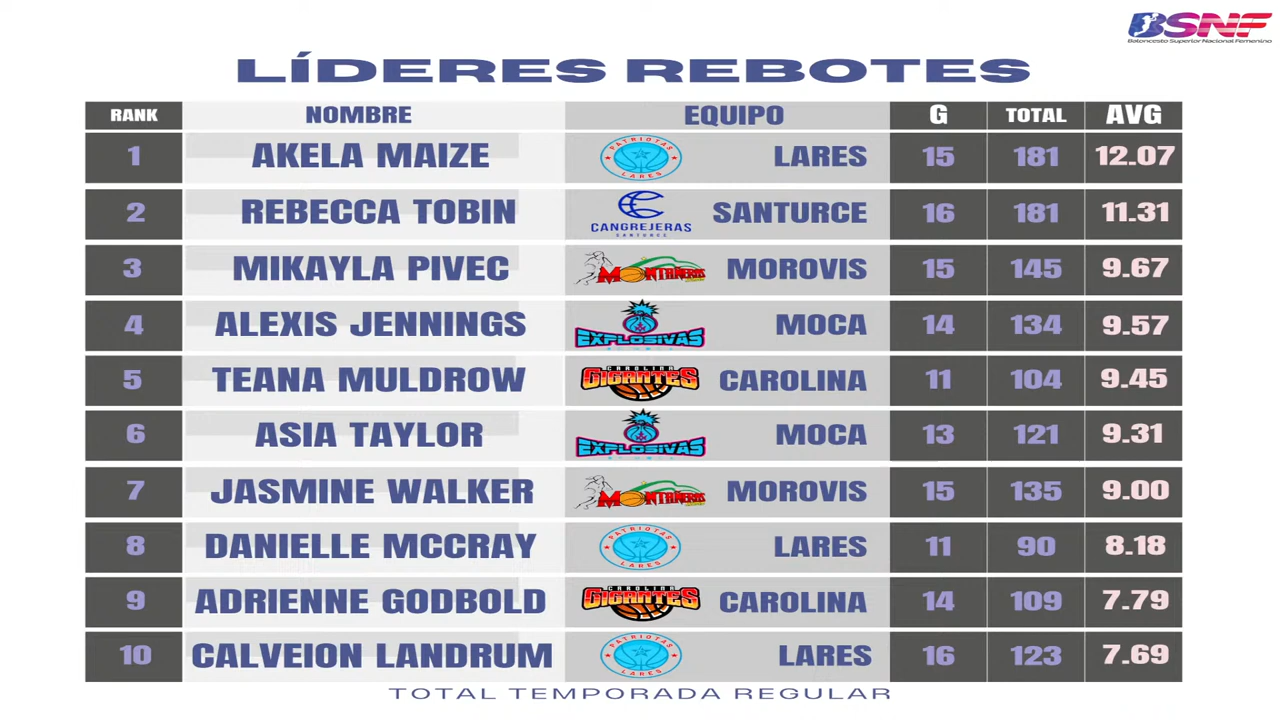 BSNF
Baloncesto Superior Nacional Femenino
LÍDERES REBOTES
RANK NOMBRE EQUIPO G TOTAL AVG
1 AKELA MAIZE PATRIOTAS LARES LARES 15 181 12.07
2 REBECCA TOBIN CANGREJERAS SANTURCE SANTURCE 16 181 11.31
3 MIKAYLA PIVEC MONTAÑERAS MOROVIS 15 145 9.67
4 ALEXIS JENNINGS EXPLOSIVAS MOCA 14 134 9.57
5 TEANA MULDROW CAROLINA GIGANTES CAROLINA 11 104 9.45
6 ASIA TAYLOR EXPLOSIVAS MOCA 13 121 9.31
7 JASMINE WALKER MONTAÑERAS MOROVIS 15 135 9.00
8 DANIELLE MCCRAY PATRIOTAS LARES LARES 11 90 8.18
9 ADRIENNE GODBOLD CAROLINA GIGANTES CAROLINA 14 109 7.79
10 CALVEION LANDRUM PATRIOTAS LARES LARES 16 123 7.69
TOTAL TEMPORADA REGULAR